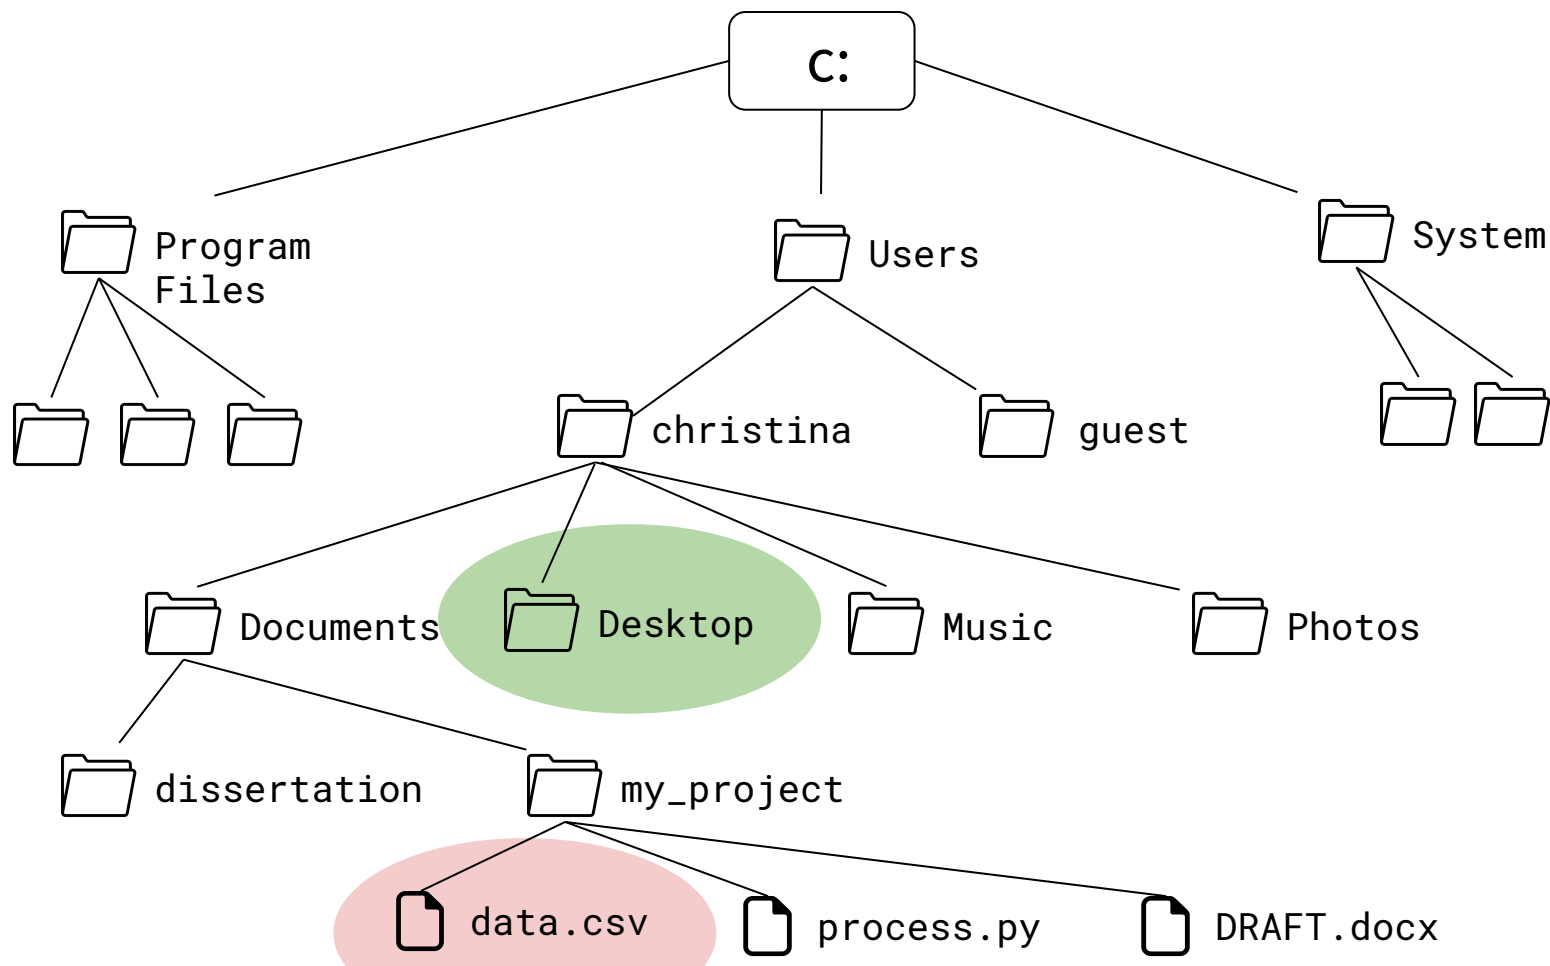 C:
Program
Files
Users
System
christina
guest
Documents
Desktop
Music
Photos
dissertation
my_project
data.csv
process.py
DRAFT.docx